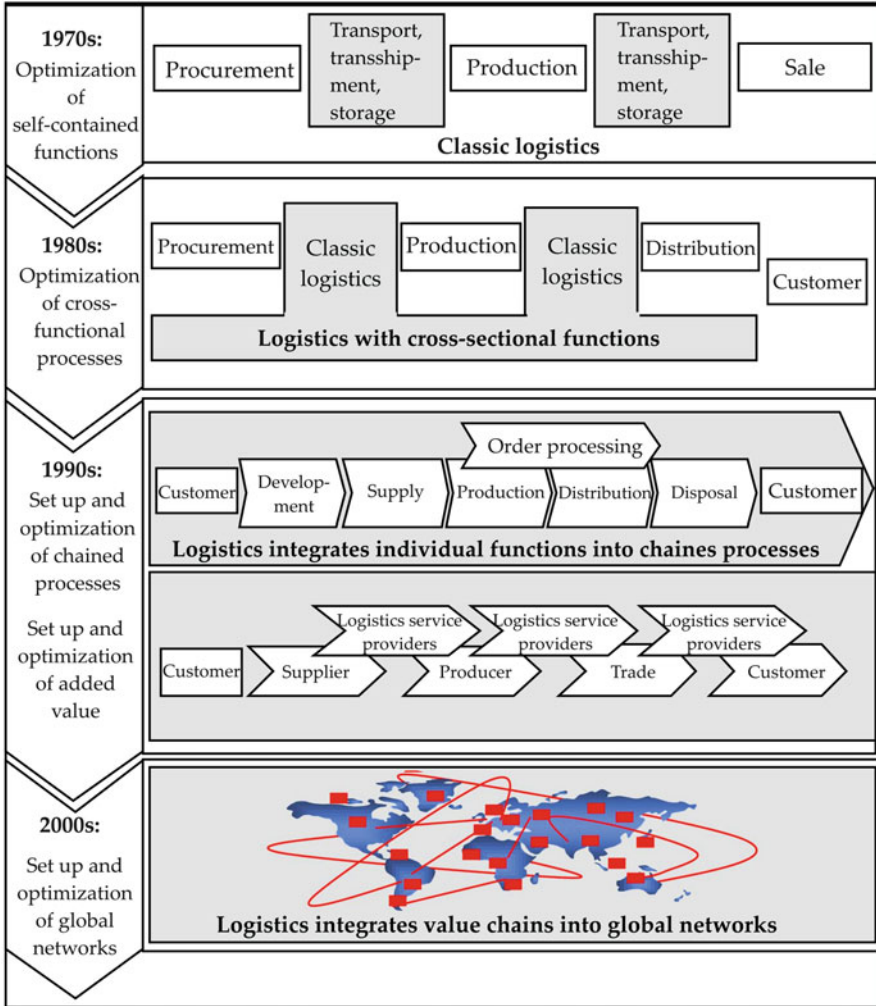 1970s:
Optimization
of
self-contained
functions
Procurement
Transport,
transship-
ment,
storage
Production
Transport,
transship-
ment,
storage
Sale
Classic logistics
1980s:
Optimization
of cross-
functional
processes
Procurement
Classic
logistics
Production
Classic
logistics
Distribution
Customer
Logistics with cross-sectional functions
1990s:
Set up and
optimization
of chained
processes
Set up and
optimization
of added
value
Order processing
Customer
Develop-
ment
Supply
Production
Distribution
Disposal
Customer
Logistics integrates individual functions into chaines processes
Logistics service
providers
Logistics service
providers
Logistics service
providers
Customer
Supplier
Producer
Trade
Customer
2000s:
Set up and
optimization
of global
networks
Logistics integrates value chains into global networks